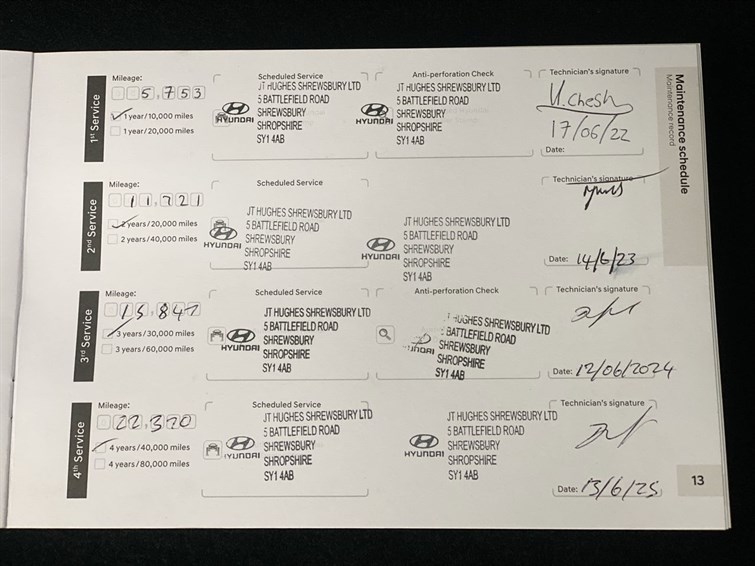 Maintenance schedule
Maintenance record
1st Service
Mileage:
5,753
1 year/10,000 miles
1 year/20,000 miles
Scheduled Service
JT HUGHES SHREWSBURY LTD
5 BATTLEFIELD ROAD
SHREWSBURY
SHROPSHIRE
SY1 4AB
HYUNDAI
Anti-perforation Check
JT HUGHES SHREWSBURY LTD
5 BATTLEFIELD ROAD
SHREWSBURY
SHROPSHIRE
SY1 4AB
HYUNDAI
Technician's signature
17/06/22
Date:
2nd Service
Mileage:
11,721
2 years/20,000 miles
2 years/40,000 miles
Scheduled Service
JT HUGHES SHREWSBURY LTD
5 BATTLEFIELD ROAD
SHREWSBURY
SHROPSHIRE
SY1 4AB
HYUNDAI
JT HUGHES SHREWSBURY LTD
5 BATTLEFIELD ROAD
SHREWSBURY
SHROPSHIRE
SY1 4AB
HYUNDAI
Technician's signature
Date: 14/6/23
3rd Service
Mileage:
15,847
3 years/30,000 miles
3 years/60,000 miles
Scheduled Service
JT HUGHES SHREWSBURY LTD
5 BATTLEFIELD ROAD
SHREWSBURY
SHROPSHIRE
SY1 4AB
HYUNDAI
Anti-perforation Check
HUGHES SHREWSBURY LTD
BATTLEFIELD ROAD
SHREWSBURY
SHROPSHIRE
SY1 4AB
Technician's signature
Date: 12/06/2024
4th Service
Mileage:
22,320
4 years/40,000 miles
4 years/80,000 miles
Scheduled Service
JT HUGHES SHREWSBURY LTD
5 BATTLEFIELD ROAD
SHREWSBURY
SHROPSHIRE
SY1 4AB
HYUNDAI
JT HUGHES SHREWSBURY LTD
5 BATTLEFIELD ROAD
SHREWSBURY
SHROPSHIRE
SY1 4AB
HYUNDAI
Technician's signature
Date: 13/6/25
13